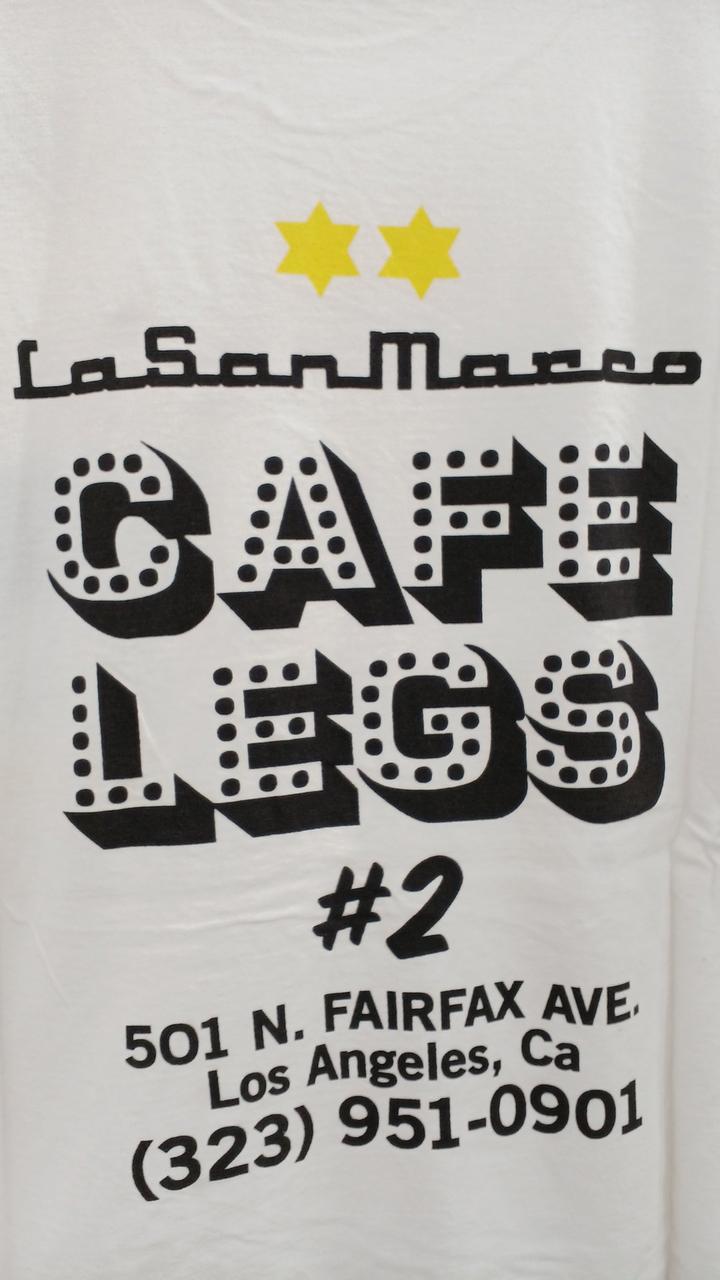 LaSanMarco
CAFE
LEGS
#2
501 N. FAIRFAX AVE.
Los Angeles, Ca
(323) 951-0901